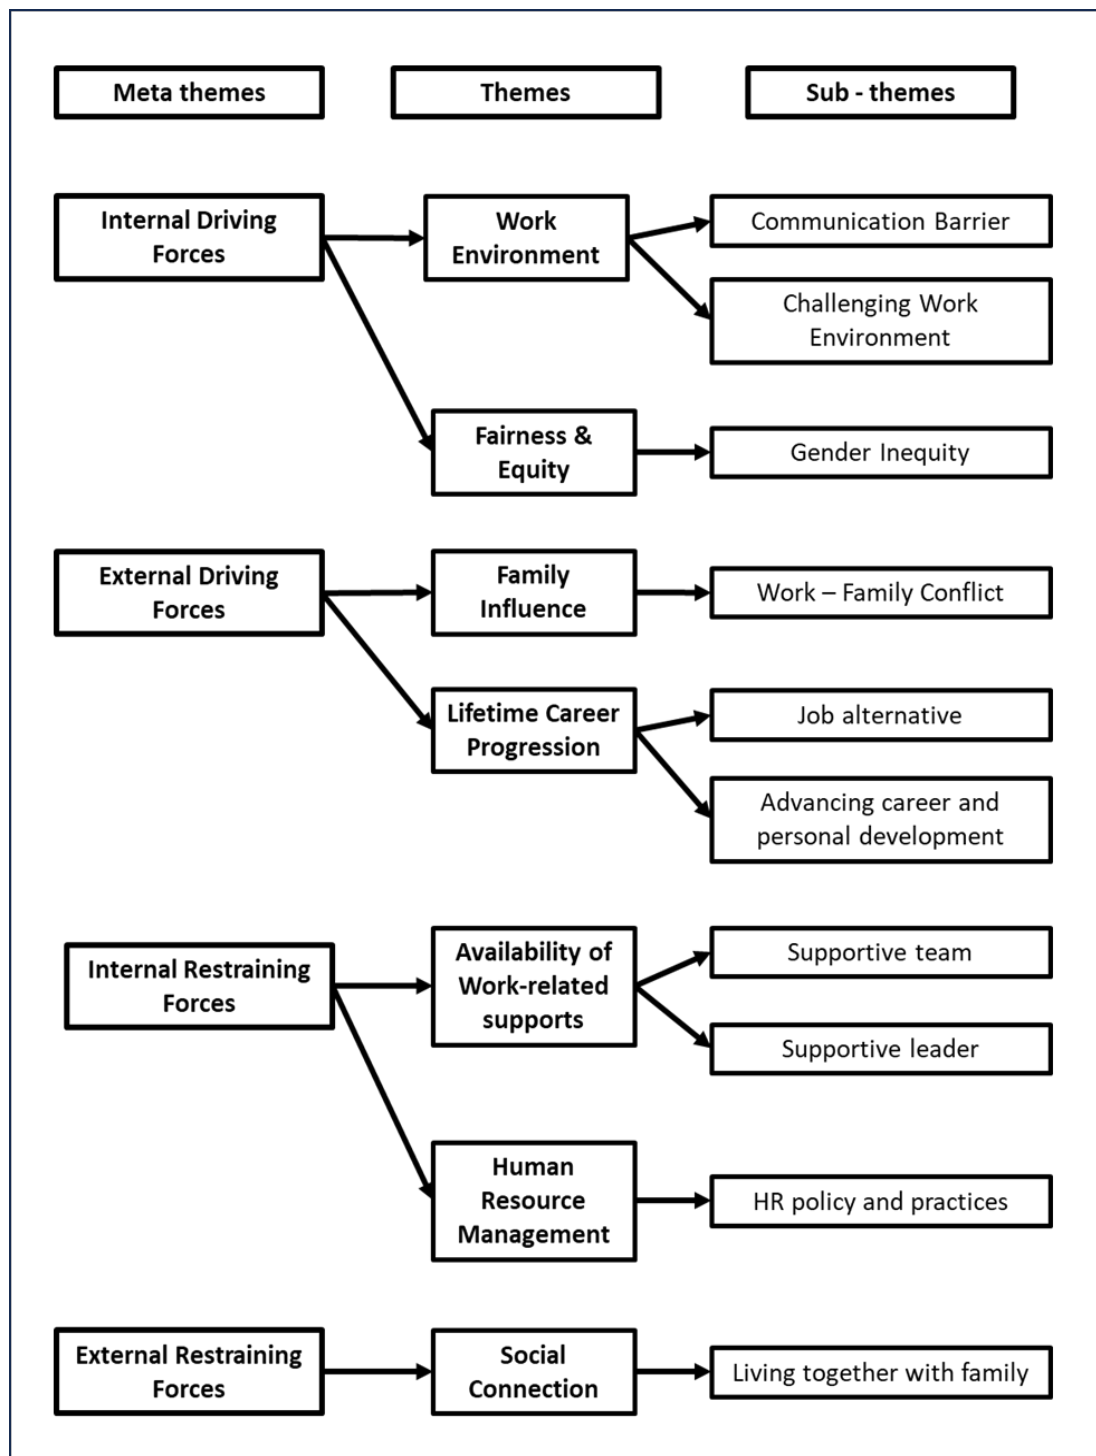 Meta themes
Themes
Sub - themes
Internal Driving
Forces
Work
Environment
Communication Barrier
Challenging Work
Environment
Fairness &
Equity
Gender Inequity
External Driving
Forces
Family
Influence
Work – Family Conflict
Lifetime Career
Progression
Job alternative
Advancing career and
personal development
Internal Restraining
Forces
Availability of
Work-related
supports
Supportive team
Supportive leader
Human
Resource
Management
HR policy and practices
External Restraining
Forces
Social
Connection
Living together with family